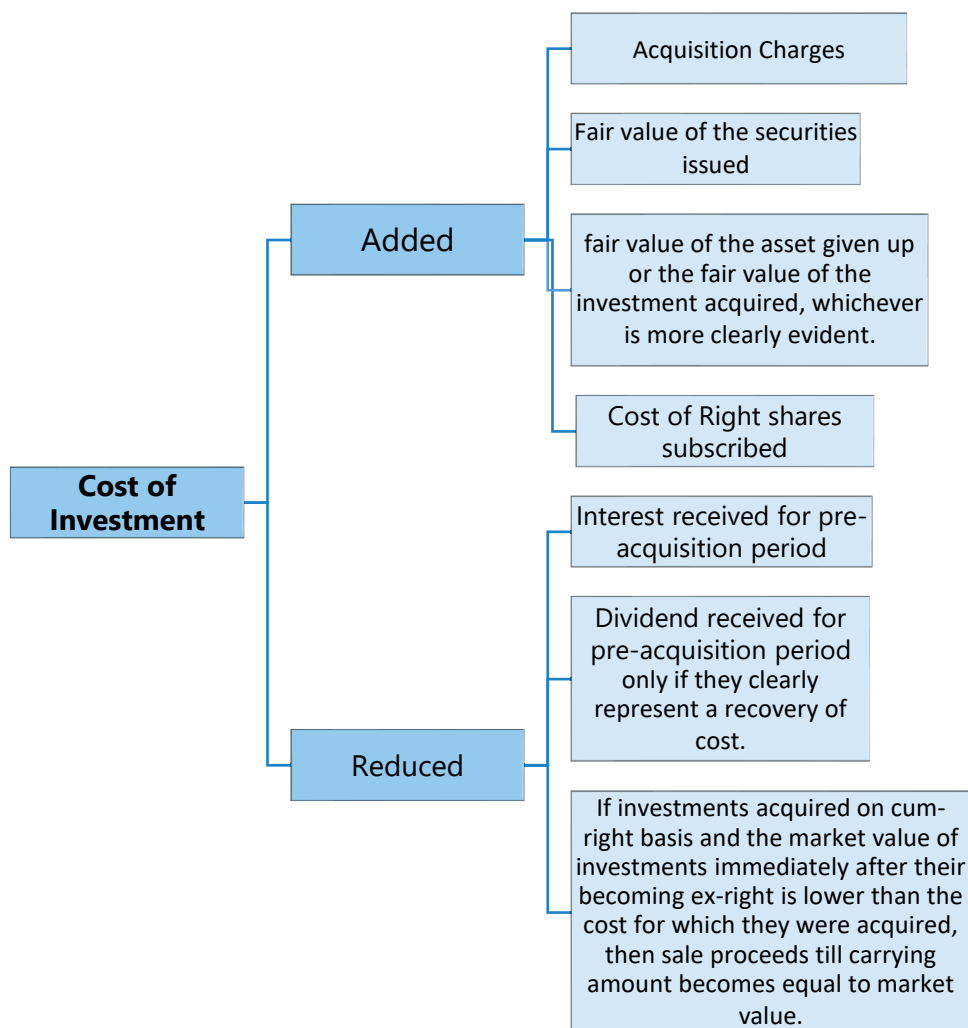 Cost of
Investment
Added
Acquisition Charges
Fair value of the securities
issued
fair value of the asset given up
or the fair value of the
investment acquired, whichever
is more clearly evident.
Cost of Right shares
subscribed
Reduced
Interest received for pre-
acquisition period
Dividend received for
pre-acquisition period
only if they clearly
represent a recovery of
cost.
If investments acquired on cum-
right basis and the market value of
investments immediately after their
becoming ex-right is lower than the
cost for which they were acquired,
then sale proceeds till carrying
amount becomes equal to market
value.